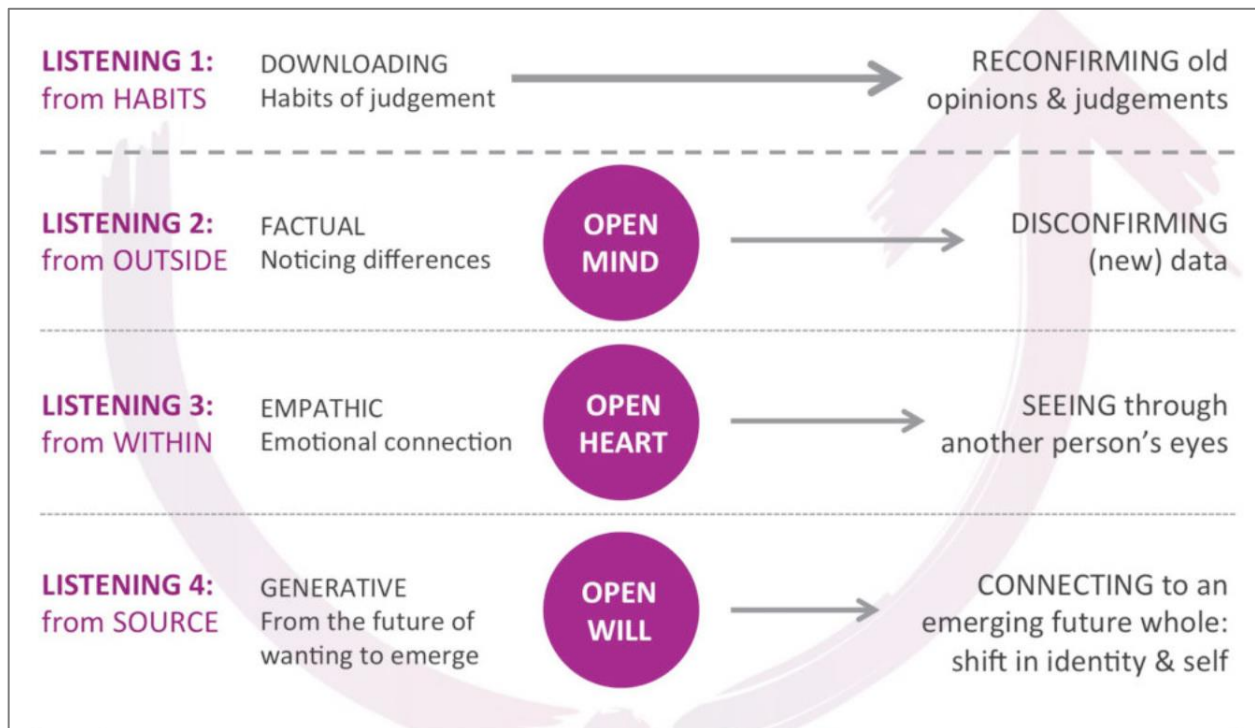 LISTENING 1:
from HABITS
DOWNLOADING
Habits of judgement
RECONFIRMING old
opinions & judgements
LISTENING 2:
from OUTSIDE
FACTUAL
Noticing differences
OPEN
MIND
DISCONFIRMING
(new) data
LISTENING 3:
from WITHIN
EMPATHIC
Emotional connection
OPEN
HEART
SEEING through
another person’s eyes
LISTENING 4:
from SOURCE
GENERATIVE
From the future of
wanting to emerge
OPEN
WILL
CONNECTING to an
emerging future whole:
shift in identity & self